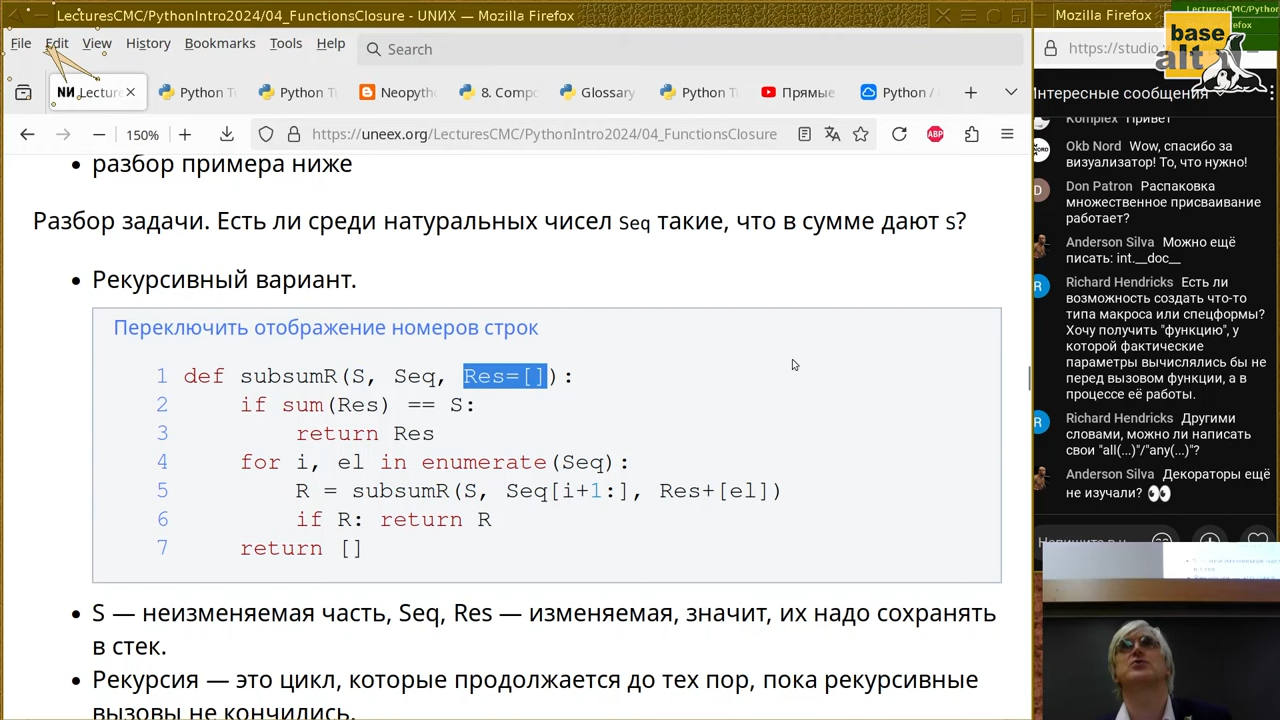 LecturesCMC/PythonIntro2024/04_FunctionsClosure - UNИX — Mozilla Firefox
File Edit View History Bookmarks Tools Help
Search
Lecture
Python T
Python T
Neopyth
8. Compo
Glossary
Python T
Прямые
Python /
150%
https://uneex.org/LecturesCMC/PythonIntro2024/04_FunctionsClosure
ABP
разбор примера ниже
Разбор задачи. Есть ли среди натуральных чисел Seq такие, что в сумме дают S?
Рекурсивный вариант.
Переключить отображение номеров строк
1 def subsumR(S, Seq, Res=[]):
2 if sum(Res) == S:
3 return Res
4 for i, el in enumerate(Seq):
5 R = subsumR(S, Seq[i+1:], Res+[el])
6 if R: return R
7 return []
S — неизменяемая часть, Seq, Res — изменяемая, значит, их надо сохранять
в стек.
Рекурсия — это цикл, которые продолжается до тех пор, пока рекурсивные
вызовы не кончились.
Mozilla Firefox
LecturesCMC/Python
base
alt
https://studio
Интересные сообщения
Komplex Привет
Okb Nord Wow, спасибо за
визуализатор! То, что нужно!
Don Patron Распаковка
множественное присваивание
работает?
Anderson Silva Можно ещё
писать: int.__doc__
Richard Hendricks Есть ли
возможность создать что-то
типа макроса или спецформы?
Хочу получить "функцию", у
которой фактические
параметры вычислялись бы не
перед вызовом функции, а в
процессе её работы.
Richard Hendricks Другими
словами, можно ли написать
свои "all(...)"/"any(...)"?
Anderson Silva Декораторы ещё
не изучали? 👀